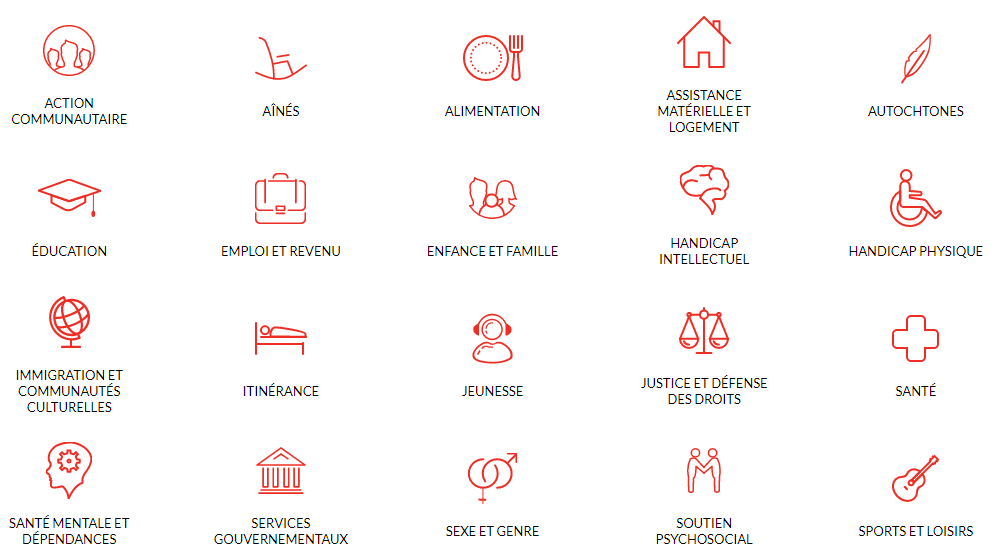 ACTION
COMMUNAUTAIRE
AÎNÉS
ALIMENTATION
ASSISTANCE
MATÉRIELLE ET
LOGEMENT
AUTOCHTONES
ÉDUCATION
EMPLOI ET REVENU
ENFANCE ET FAMILLE
HANDICAP
INTELLECTUEL
HANDICAP PHYSIQUE
IMMIGRATION ET
COMMUNAUTÉS
CULTURELLES
ITINÉRANCE
JEUNESSE
JUSTICE ET DÉFENSE
DES DROITS
SANTÉ
SANTÉ MENTALE ET
DÉPENDANCES
SERVICES
GOUVERNEMENTAUX
SEXE ET GENRE
SOUTIEN
PSYCHOSOCIAL
SPORTS ET LOISIRS